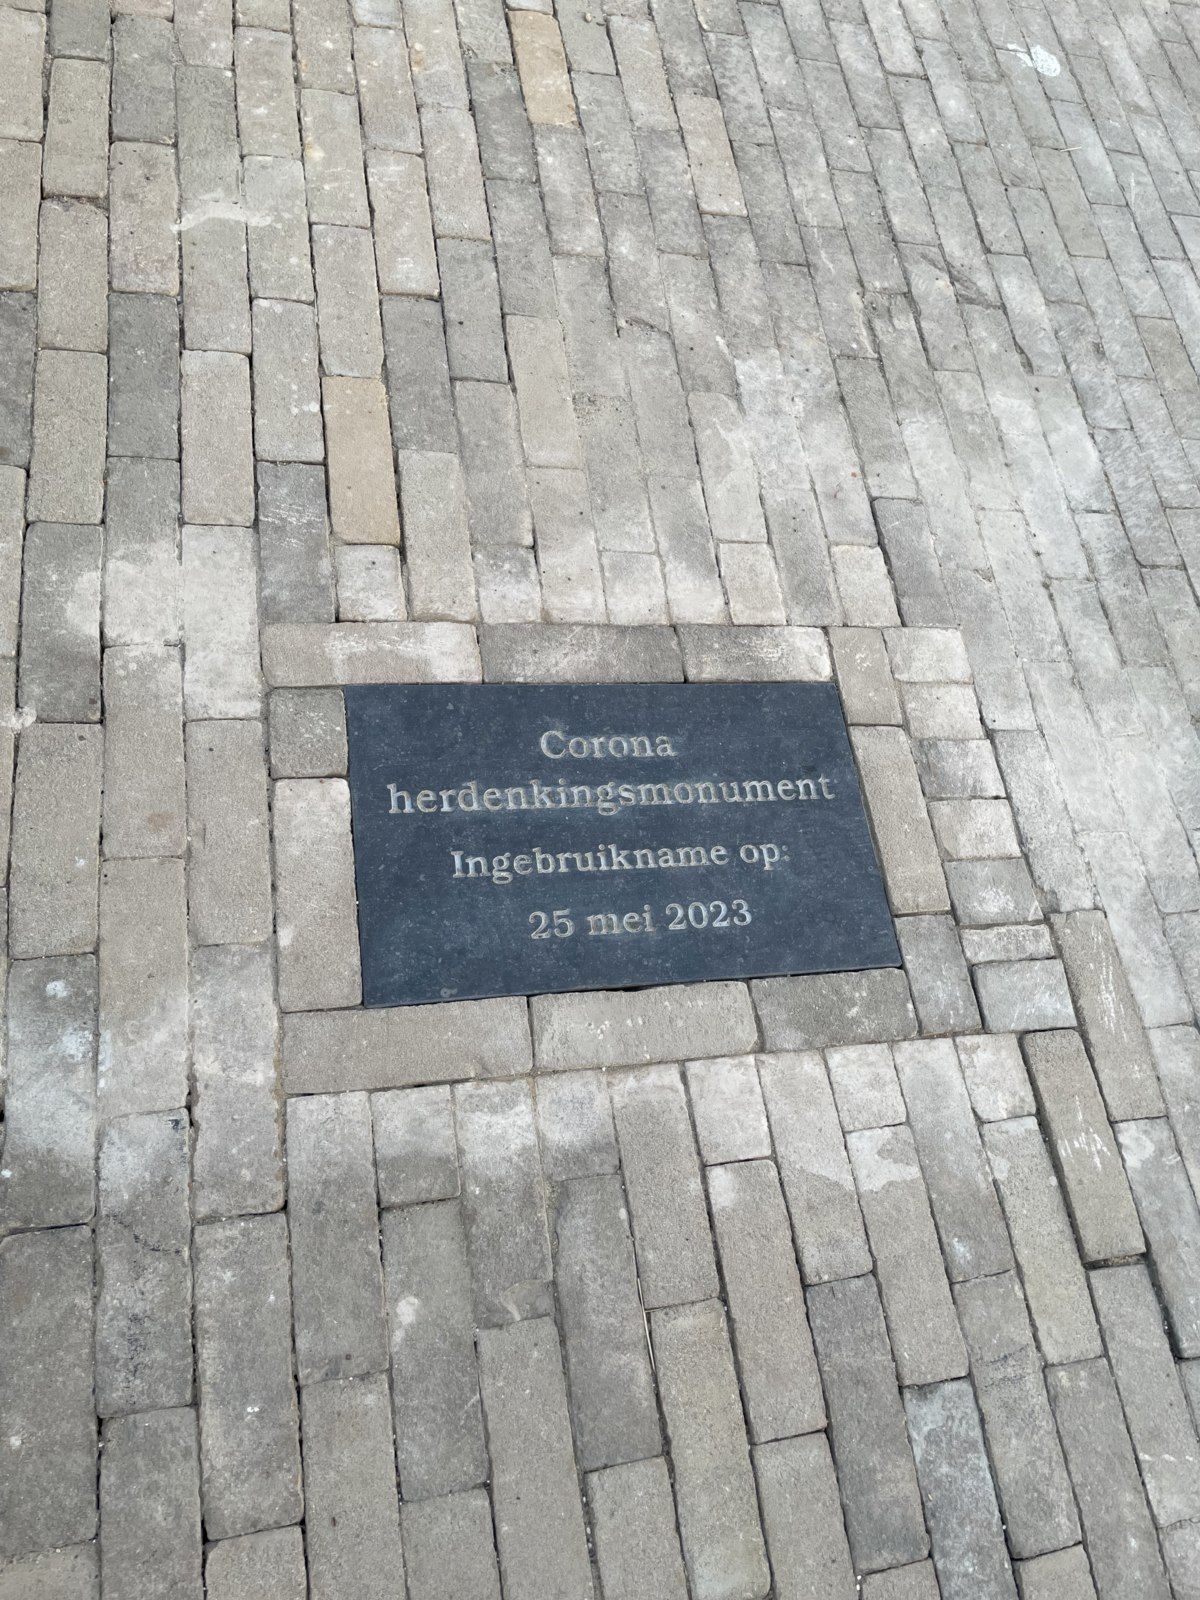 Corona
herdenkingsmonument
Ingebruikname op:
25 mei 2023